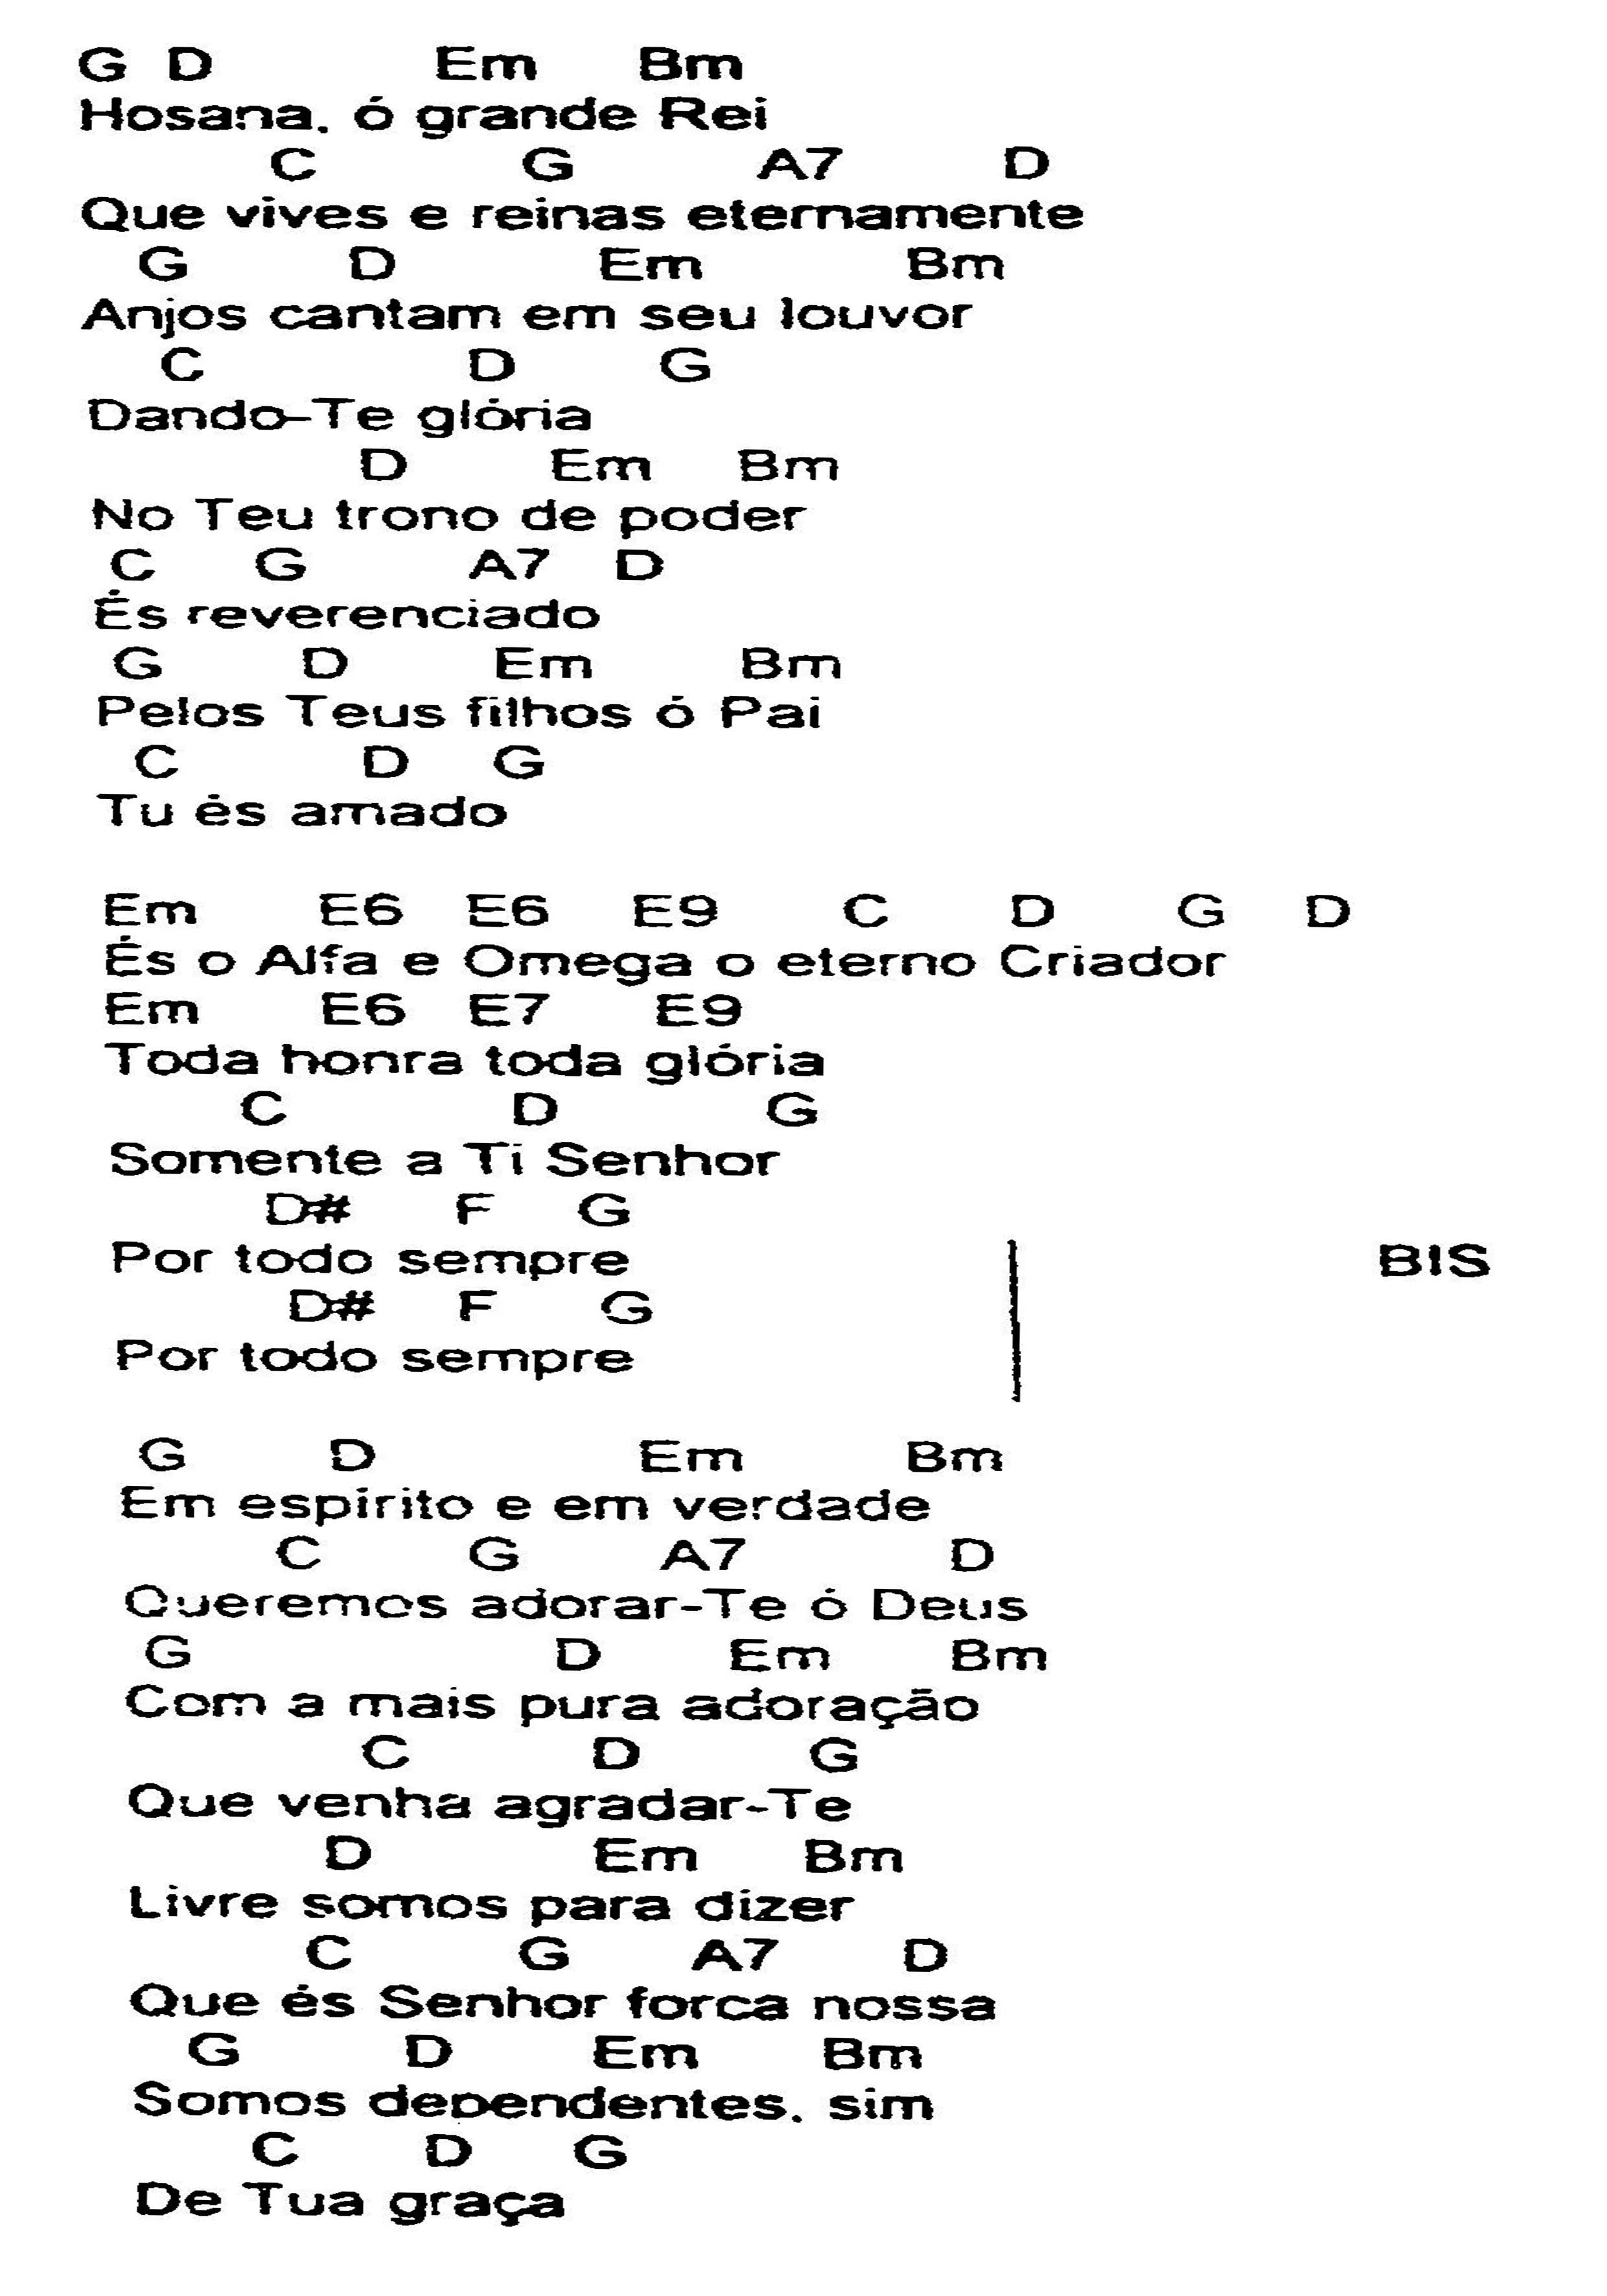 G D Em Bm
Hosana, ó grande Rei
C G A7 D
Que vives e reinas eternamente
G D Em Bm
Anjos cantam em seu louvor
C D G
Dando-Te glória
D Em Bm
No Teu trono de poder
C G A7 D
És reverenciado
G D Em Bm
Pelos Teus filhos ó Pai
C D G
Tu és amado
Em E6 E6 E9 C D G D
És o Alfa e Omega o eterno Criador
Em E6 E7 E9
Toda honra toda glória
C D G
Somente a Ti Senhor
D# F G
Por todo sempre BIS
D# F G
Por todo sempre
G D Em Bm
Em espírito e em verdade
C G A7 D
Queremos adorar-Te ó Deus
G D Em Bm
Com a mais pura adoração
C D G
Que venha agradar-Te
D Em Bm
Livre somos para dizer
C G A7 D
Que és Senhor forca nossa
G D Em Bm
Somos dependentes, sim
C D G
De Tua graça